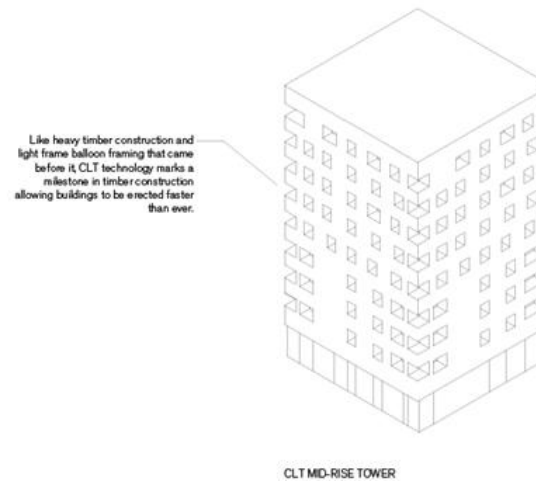 Like heavy timber construction and
light frame balloon framing that came
before it, CLT technology marks a
milestone in timber construction
allowing buildings to be erected faster
than ever.
CLT MID-RISE TOWER